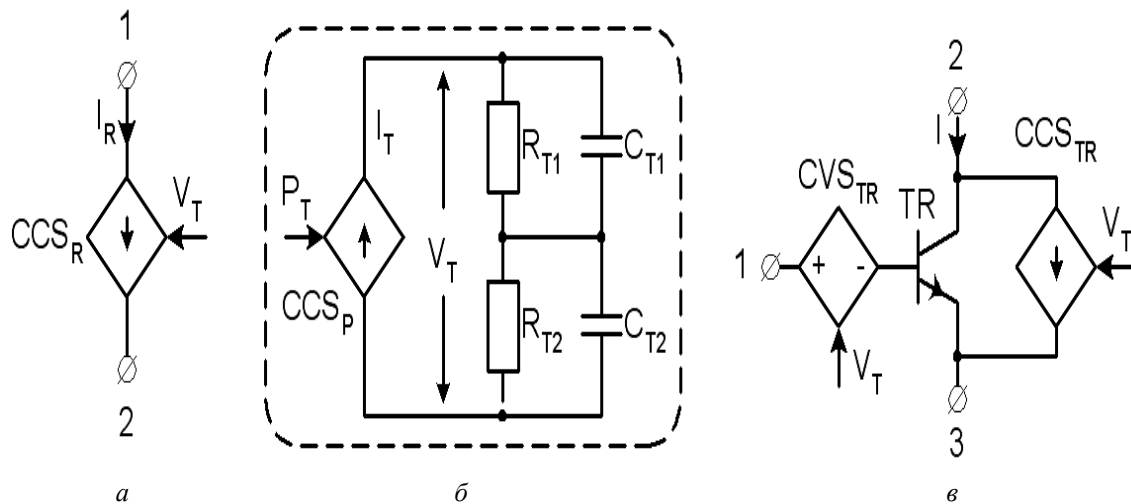 1
I_R
V_T
CCS_R
2
а
P_T
I_T
V_T
CCS_P
R_T1
C_T1
R_T2
C_T2
б
2
I
CCS_TR
CVS_TR
TR
V_T
1
+ -
V_T
3
в